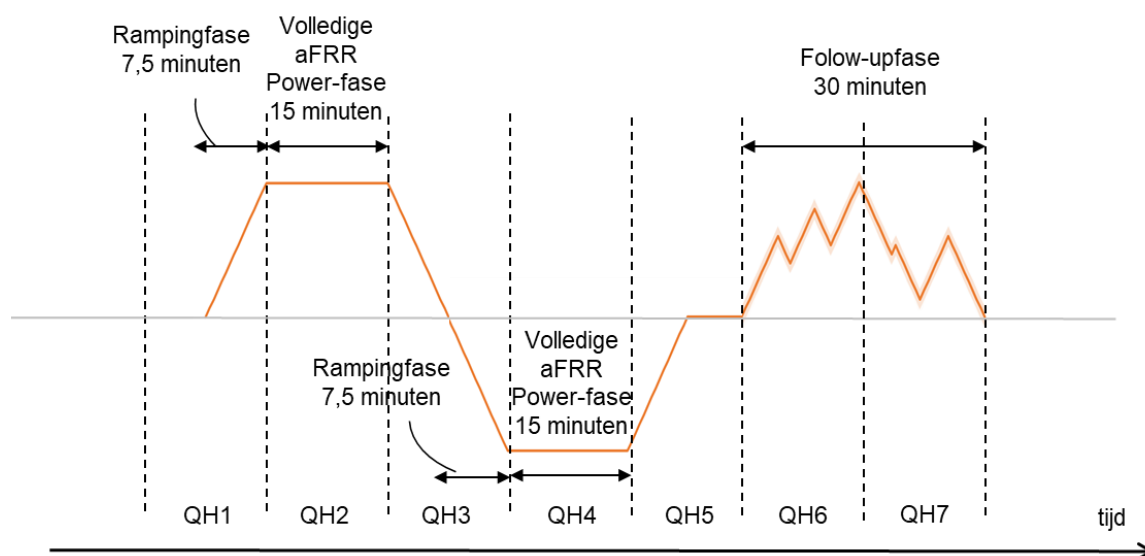 Rampingfase
7,5 minuten
Volledige
aFRR
Power-fase
15 minuten
Folow-upfase
30 minuten
Rampingfase
7,5 minuten
Volledige
aFRR
Power-fase
15 minuten
QH1
QH2
QH3
QH4
QH5
QH6
QH7
tijd